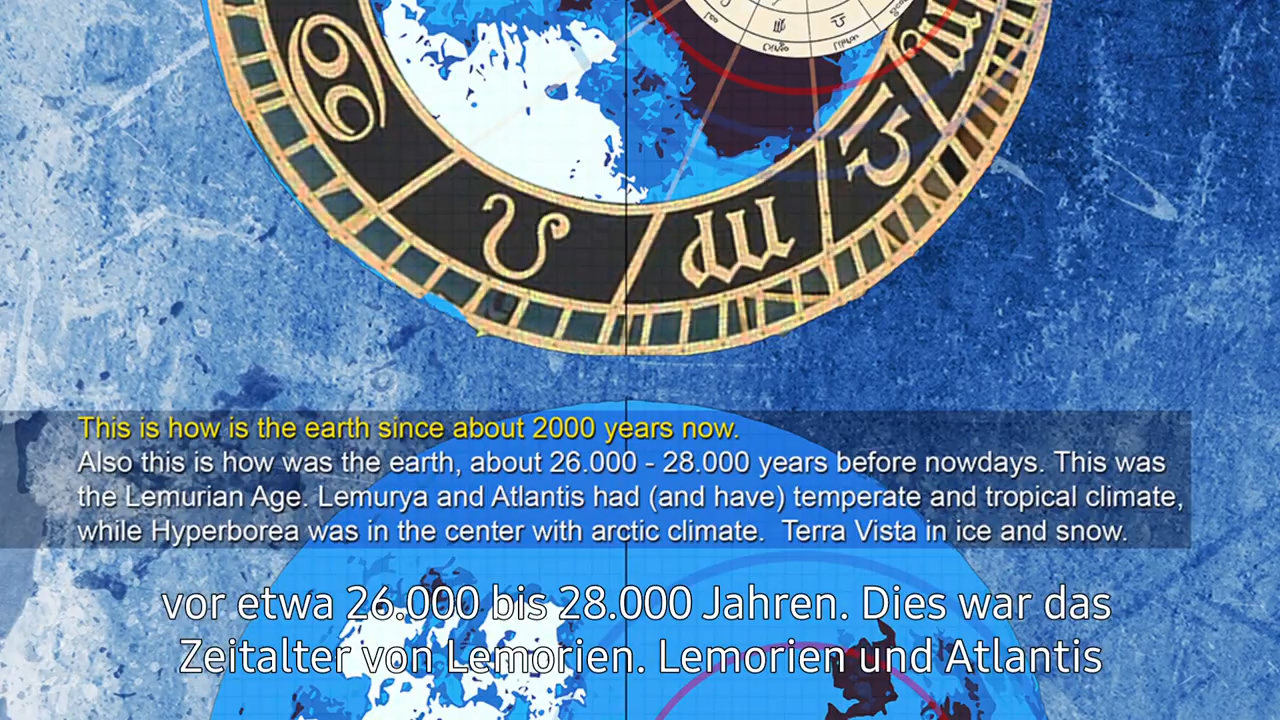 This is how is the earth since about 2000 years now.
Also this is how was the earth, about 26.000 - 28.000 years before nowdays. This was
the Lemurian Age. Lemurya and Atlantis had (and have) temperate and tropical climate,
while Hyperborea was in the center with arctic climate. Terra Vista in ice and snow.
vor etwa 26.000 bis 28.000 Jahren. Dies war das
Zeitalter von Lemorien. Lemorien und Atlantis